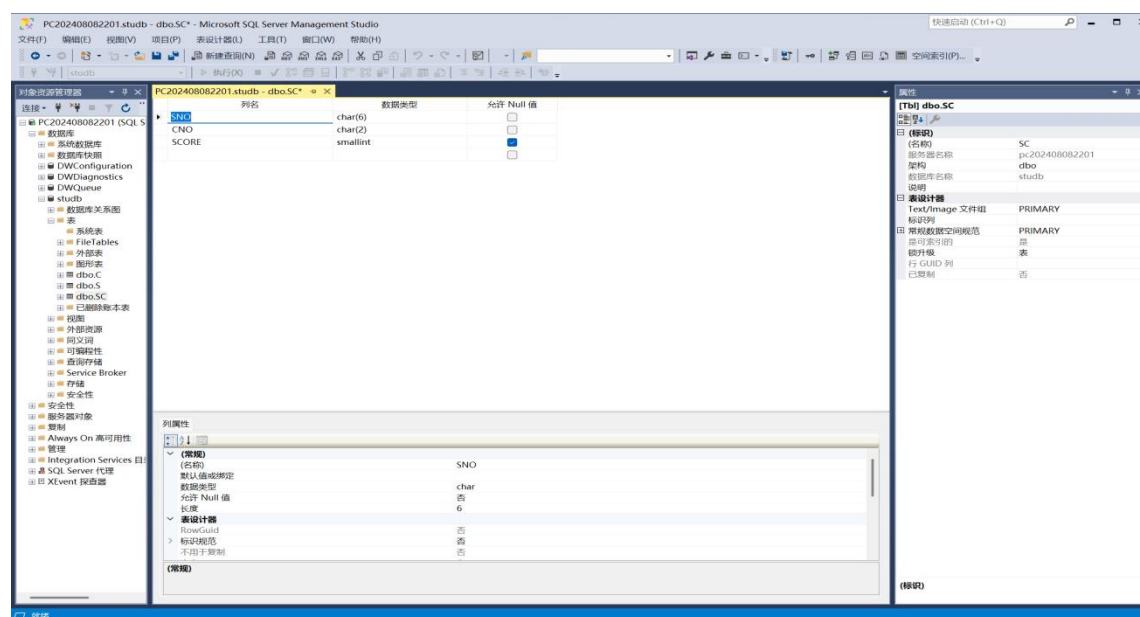 PC202408082201.studb - dbo.SC* - Microsoft SQL Server Management Studio
快速启动 (Ctrl+Q)
文件(F) 编辑(E) 视图(V) 项目(P) 表设计器(L) 工具(T) 窗口(W) 帮助(H)
新建查询(N)
空间索引(P)...
studb
执行(X)
对象资源管理器
连接
PC202408082201 (SQL S
数据库
系统数据库
数据库快照
DWConfiguration
DWDiagnostics
DWQueue
studb
数据库关系图
表
系统表
FileTables
外部表
图形表
dbo.C
dbo.S
dbo.SC
已删除账本表
视图
外部资源
同义词
可编程性
查询存储
Service Broker
存储
安全性
安全性
服务器对象
复制
Always On 高可用性
管理
Integration Services 目
SQL Server 代理
XEvent 探查器
PC202408082201.studb - dbo.SC*
列名 数据类型 允许 Null 值
SNO char(6)
CNO char(2)
SCORE smallint
列属性
(常规)
(名称) SNO
默认值或绑定
数据类型 char
允许 Null 值 否
长度 6
表设计器
RowGuid 否
标识规范 否
不用于复制 否
(常规)
属性
[Tbl] dbo.SC
(标识)
(名称) SC
服务器名称 pc202408082201
架构 dbo
数据库名称 studb
说明
表设计器
Text/Image 文件组 PRIMARY
标识列
常规数据空间规范 PRIMARY
是可索引的 是
锁升级 表
行 GUID 列
已复制 否
(标识)
就绪